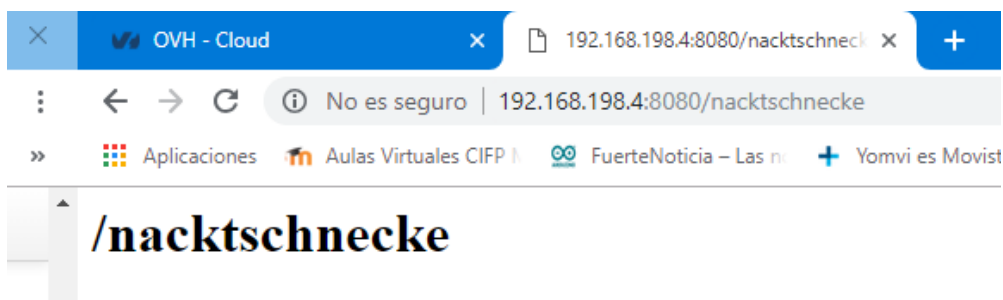 OVH - Cloud 192.168.198.4:8080/nacktschneck
No es seguro 192.168.198.4:8080/nacktschnecke
Aplicaciones Aulas Virtuales CIFP FuerteNoticia – Las Yomvi es Movist
/nacktschnecke